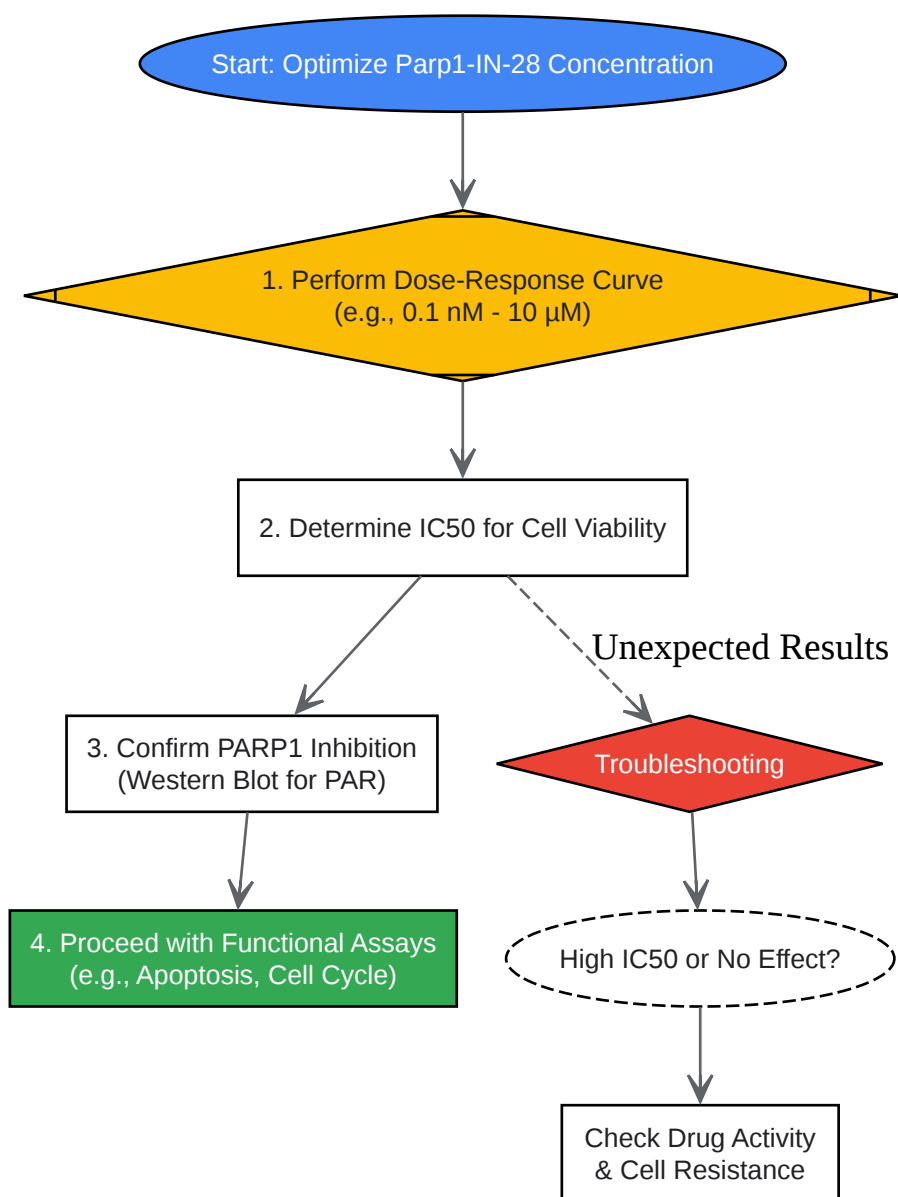 Start: Optimize Parp1-IN-28 Concentration
1. Perform Dose-Response Curve
(e.g., 0.1 nM - 10 µM)
2. Determine IC50 for Cell Viability
Unexpected Results
3. Confirm PARP1 Inhibition
(Western Blot for PAR)
Troubleshooting
4. Proceed with Functional Assays
(e.g., Apoptosis, Cell Cycle)
High IC50 or No Effect?
Check Drug Activity
& Cell Resistance